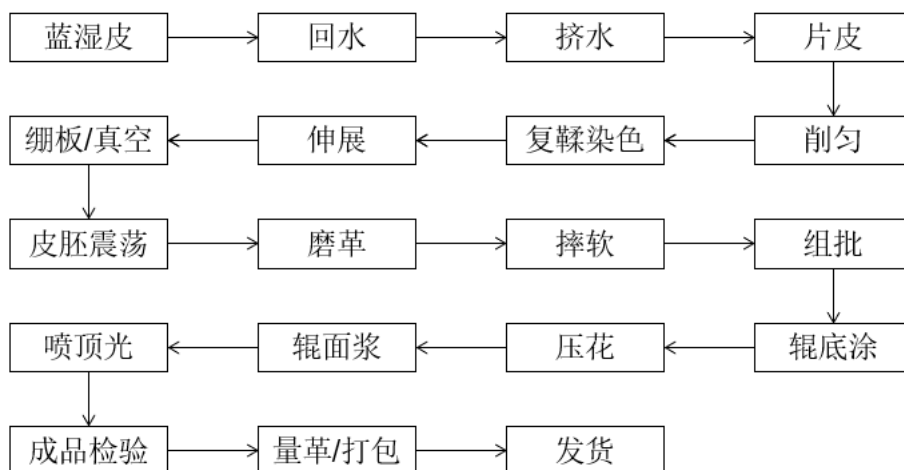 蓝湿皮
回水
挤水
片皮
削匀
复鞣染色
伸展
绷板/真空
皮胚震荡
磨革
摔软
组批
辊底涂
压花
辊面浆
喷顶光
成品检验
量革/打包
发货